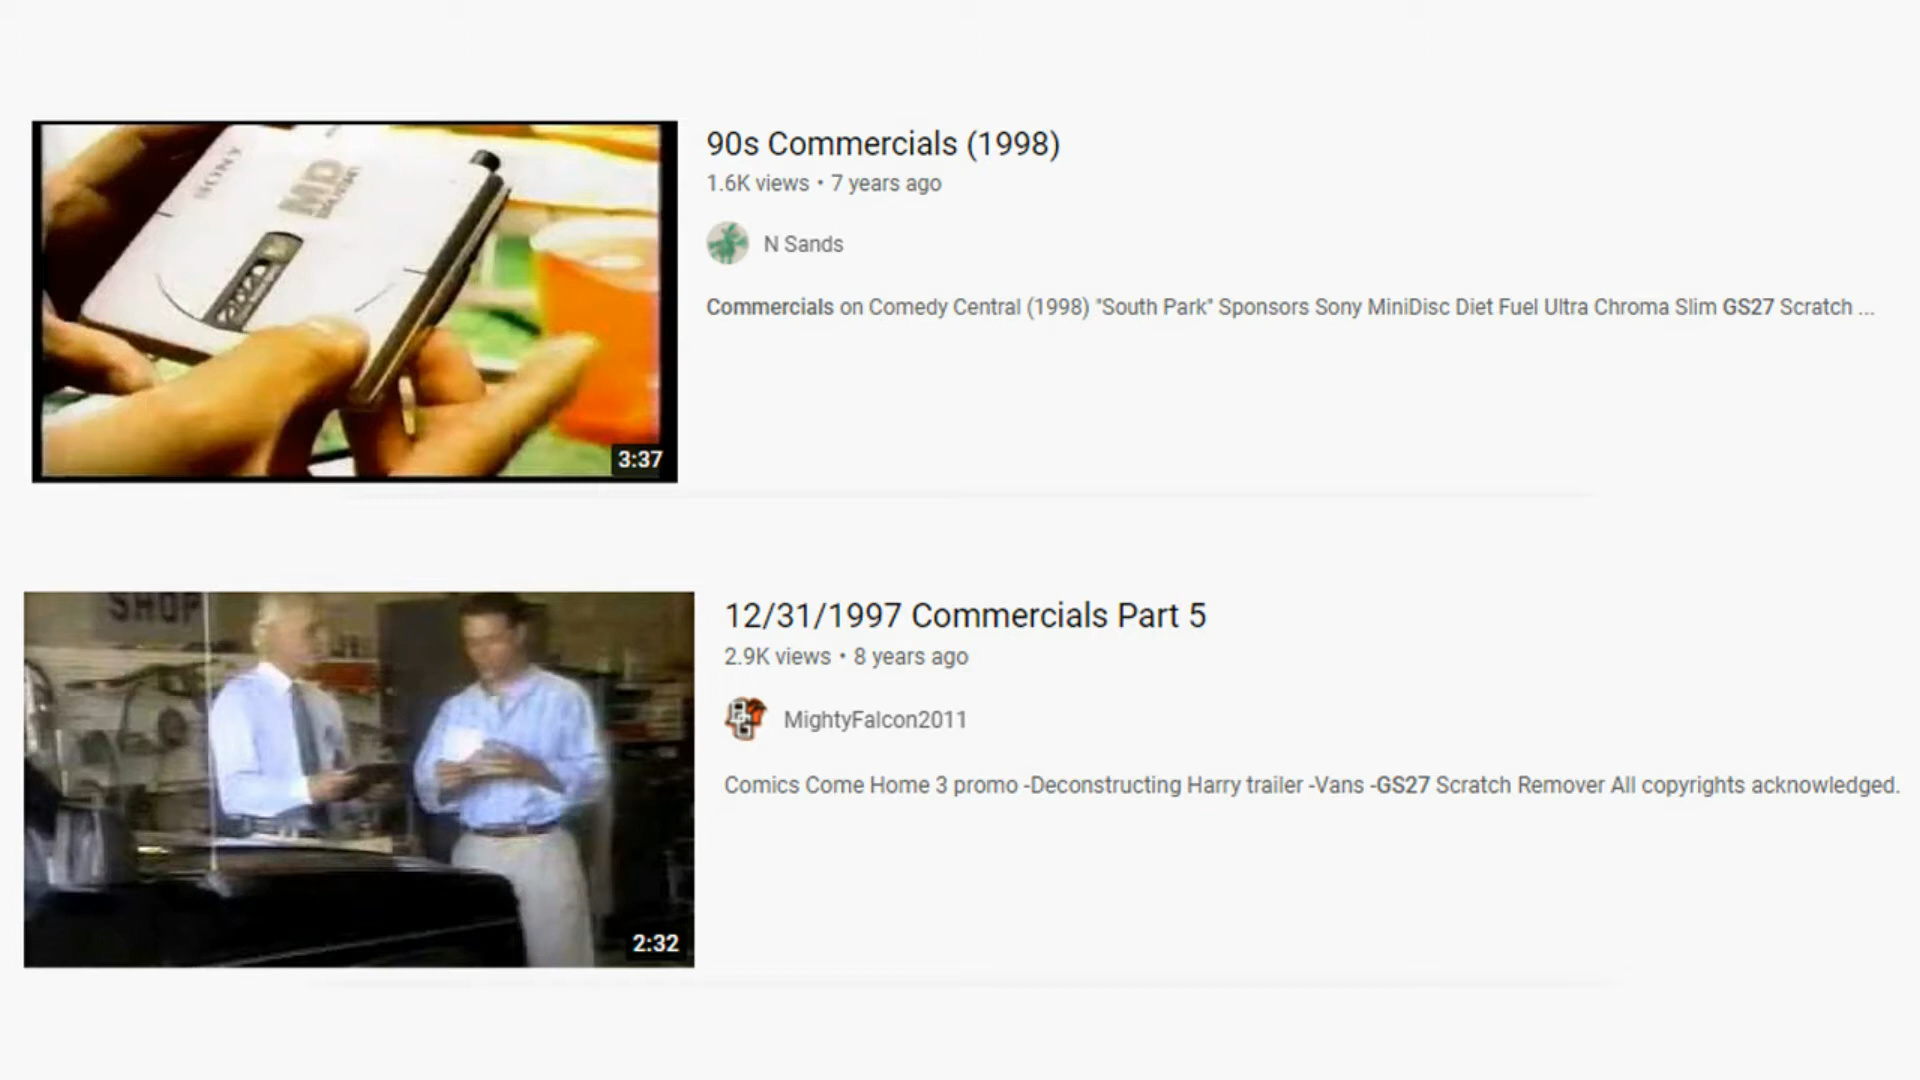 SONY
MD
3:37
90s Commercials (1998)
1.6K views • 7 years ago
N Sands
Commercials on Comedy Central (1998) "South Park" Sponsors Sony MiniDisc Diet Fuel Ultra Chroma Slim GS27 Scratch ...
SHOP
2:32
12/31/1997 Commercials Part 5
2.9K views • 8 years ago
MightyFalcon2011
Comics Come Home 3 promo -Deconstructing Harry trailer -Vans -GS27 Scratch Remover All copyrights acknowledged.